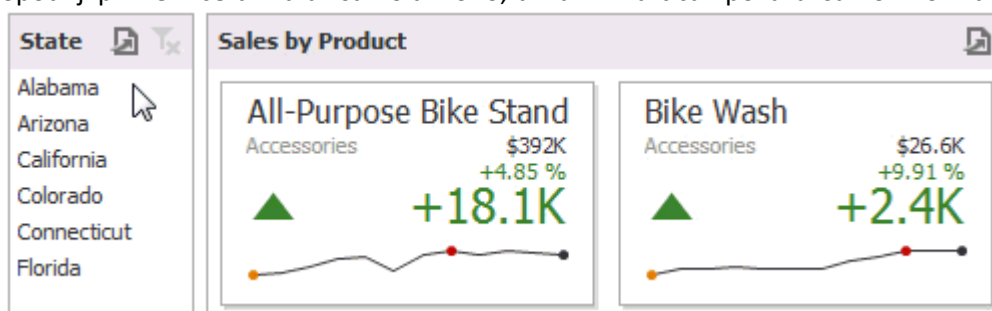 State
Alabama
Arizona
California
Colorado
Connecticut
Florida
Sales by Product
All-Purpose Bike Stand
Accessories
$392K
+4.85 %
+18.1K
Bike Wash
Accessories
$26.6K
+9.91 %
+2.4K